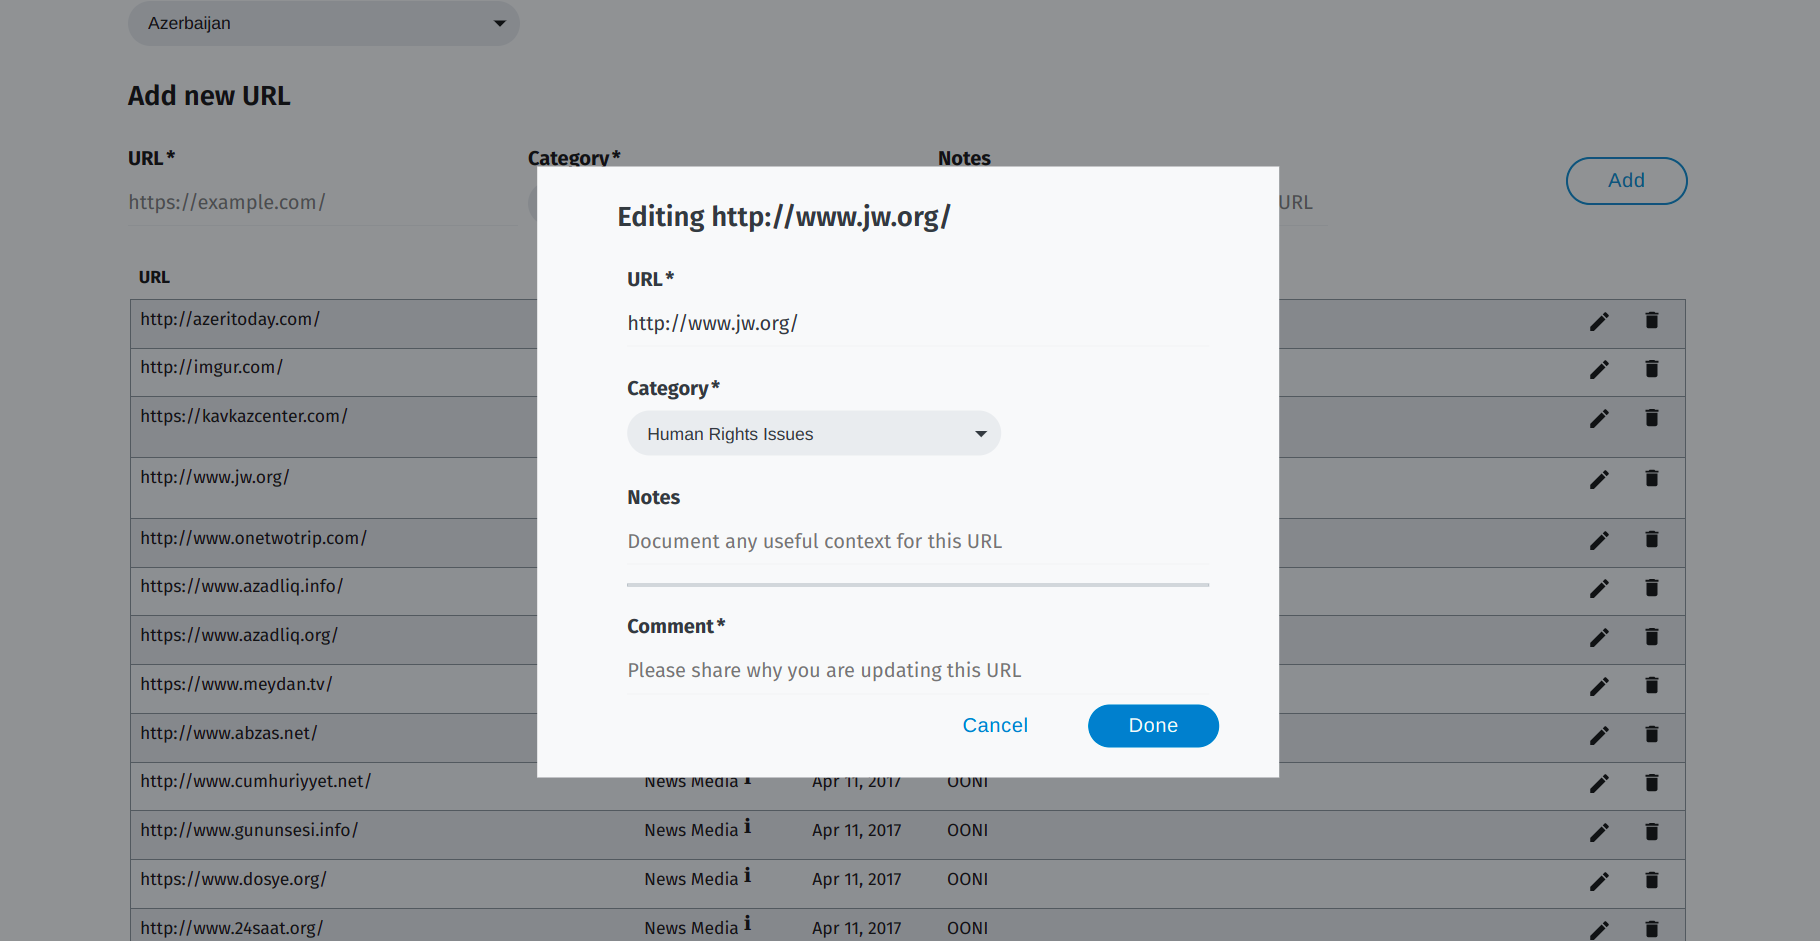 Azerbaijan
Add new URL
URL* Category* Notes
https://example.com/ URL Add
URL
http://azeritoday.com/
http://imgur.com/
https://kavkazcenter.com/
http://www.jw.org/
http://www.onetwotrip.com/
https://www.azadliq.info/
https://www.azadliq.org/
https://www.meydan.tv/
http://www.abzas.net/
http://www.cumhuriyyet.net/ News Media Apr 11, 2017 OONI
http://www.gununsesi.info/ News Media Apr 11, 2017 OONI
https://www.dosye.org/ News Media Apr 11, 2017 OONI
http://www.24saat.org/ News Media Apr 11, 2017 OONI
Editing http://www.jw.org/
URL*
http://www.jw.org/
Category*
Human Rights Issues
Notes
Document any useful context for this URL
Comment*
Please share why you are updating this URL
Cancel Done